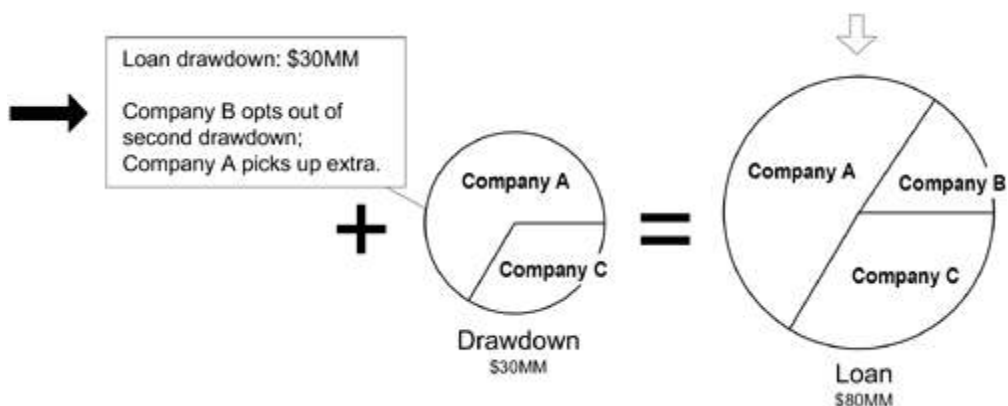 Loan drawdown: $30MM
Company B opts out of
second drawdown;
Company A picks up extra.
Company A
Company C
Drawdown
$30MM
Company A
Company B
Company C
Loan
$80MM